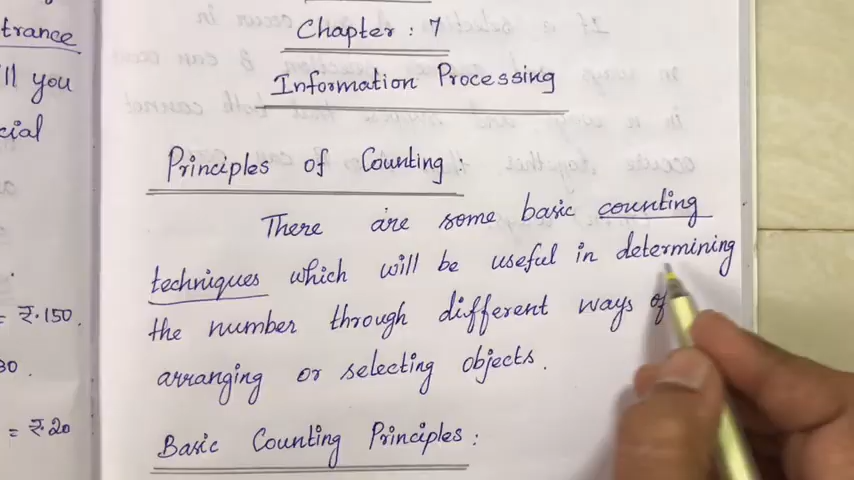 trance
ll you
cial
= ₹.150
30.
= ₹.20
Chapter : 7
Information Processing
Principles of Counting:
There are some basic counting
techniques which will be useful in determining
the number through different ways of
arranging or selecting objects.
Basic Counting Principles: